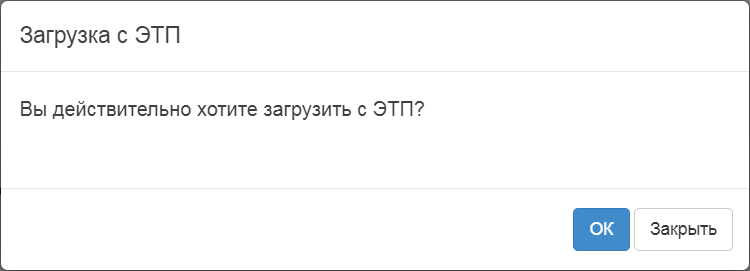 Загрузка с ЭТП
Вы действительно хотите загрузить с ЭТП?
ОК
Закрыть